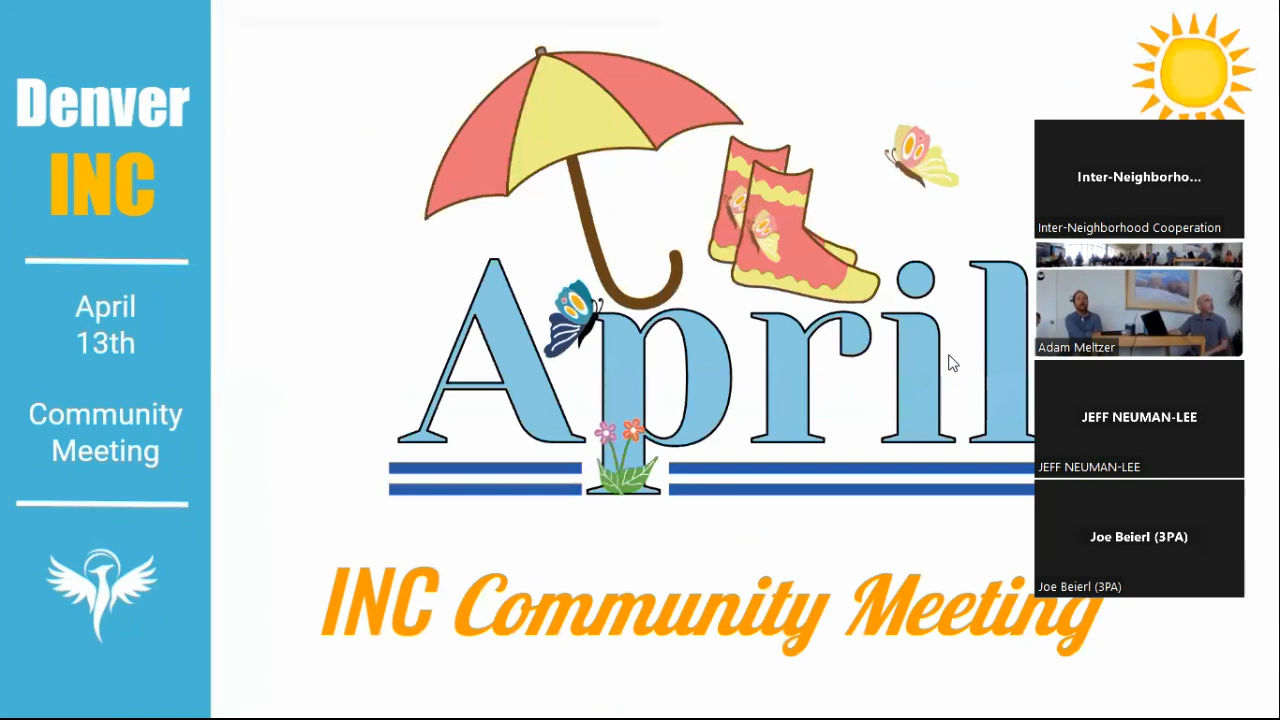 Denver
INC
April
13th
Community
Meeting
April
INC Community Meeting
Inter-Neighborho...
Inter-Neighborhood Cooperation
Adam Meltzer
JEFF NEUMAN-LEE
JEFF NEUMAN-LEE
Joe Beierl (3PA)
Joe Beierl (3PA)